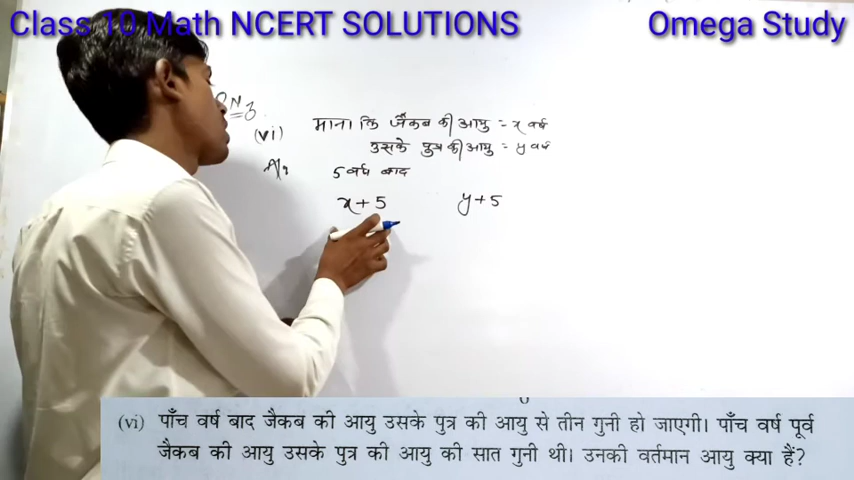 Class 10 Math NCERT SOLUTIONS Omega Study
(vi) माना कि जैकब की आयु = x वर्ष
उसके पुत्र की आयु = y वर्ष
5 वर्ष बाद
x + 5 y + 5
(vi) पाँच वर्ष बाद जैकब की आयु उसके पुत्र की आयु से तीन गुनी हो जाएगी। पाँच वर्ष पूर्व
जैकब की आयु उसके पुत्र की आयु की सात गुनी थी। उनकी वर्तमान आयु क्या हैं?